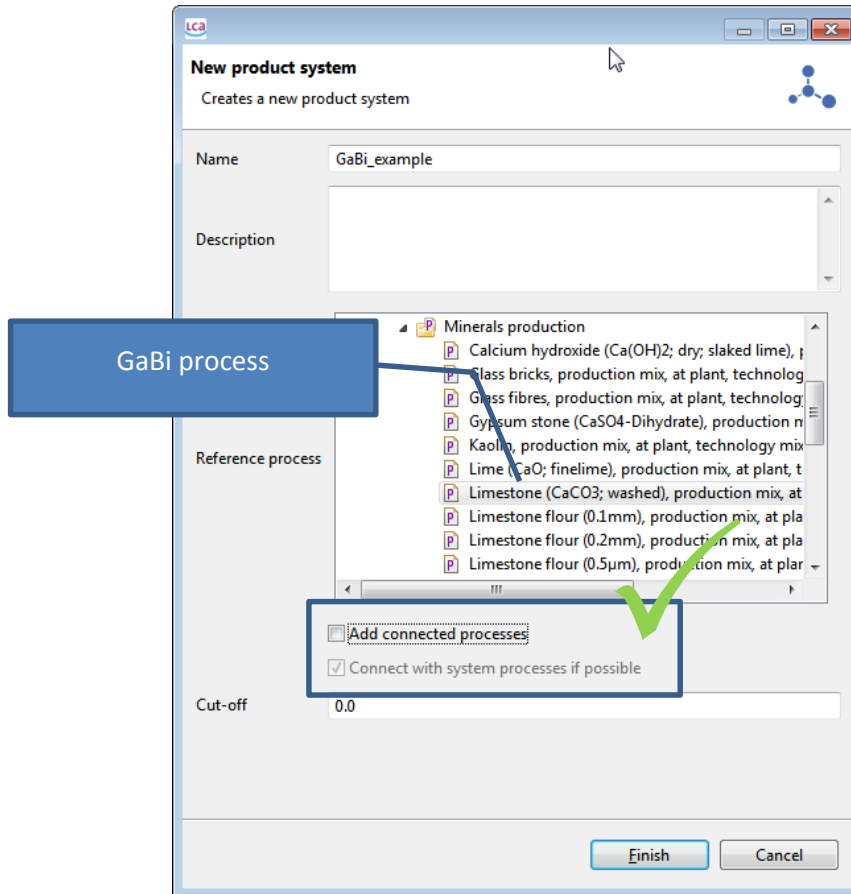 LCA
New product system
Creates a new product system
Name
GaBi_example
Description
GaBi process
Minerals production
Calcium hydroxide (Ca(OH)2; dry; slaked lime),
Glass bricks, production mix, at plant, technolog
Glass fibres, production mix, at plant, technology
Gypsum stone (CaSO4-Dihydrate), production
Kaolin, production mix, at plant, technology mix
Lime (CaO; finelime), production mix, at plant, t
Reference process
Limestone (CaCO3; washed), production mix, at
Limestone flour (0.1mm), production mix, at pla
Limestone flour (0.2mm), production mix, at pla
Limestone flour (0.5µm), production mix, at plan
Add connected processes
Connect with system processes if possible
Cut-off
0.0
Finish
Cancel